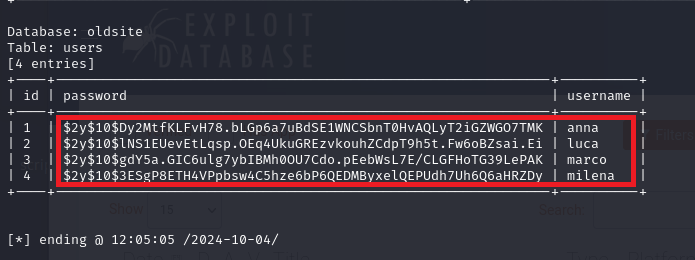 EXPLOIT
DATABASE
Database: oldsite
Table: users
[4 entries]
+----+--------------------------------------------------------------+----------+
| id | password | username |
+----+--------------------------------------------------------------+----------+
| 1 | $2y$10$Dy2MtfKLFvH78.bLGp6a7uBdSE1WNCSbnT0HvAQLyT2iGZWGO7TMK | anna |
| 2 | $2y$10$lNS1EUevEtLqsp.OEq4UkuGREzvkouhZCdpT9h5t.Fw6oBZsai.Ei | luca |
| 3 | $2y$10$gdY5a.GIC6ulg7ybIBMh0OU7Cdo.pEebWsL7E/CLGFHoTG39LePAK | marco |
| 4 | $2y$10$3ESgP8ETH4VPpbsw4C5hze6bP6QEDMByxelQEPUdh7Uh6Q6aHRZDy | milena |
+----+--------------------------------------------------------------+----------+
Filters
Show 15
Search:
[*] ending @ 12:05:05 /2024-10-04/